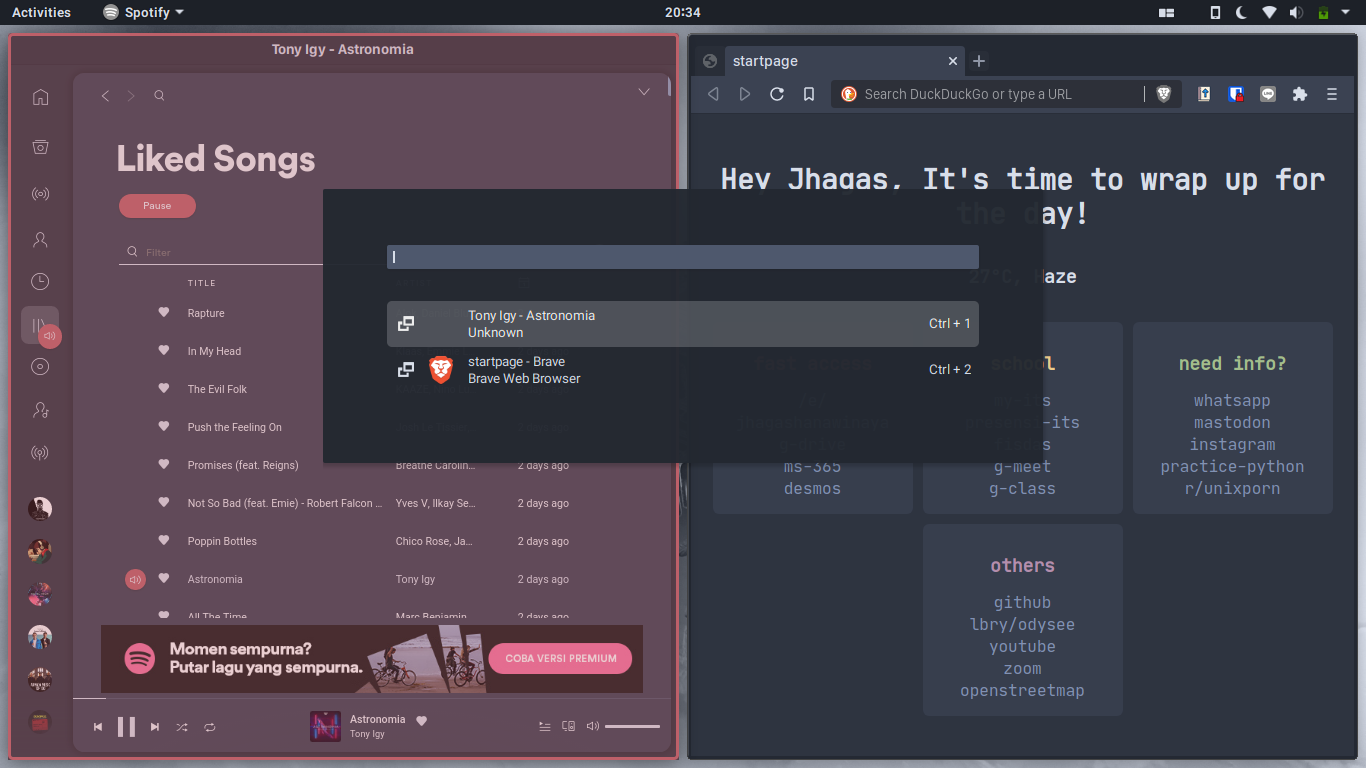 Activities
Spotify
20:34
Tony Igy - Astronomia
Liked Songs
Pause
Filter
TITLE
Rapture
In My Head
The Evil Folk
Push the Feeling On
Promises (feat. Reigns)
Breathe Carolin...
2 days ago
Not So Bad (feat. Emie) - Robert Falcon ...
Yves V, Ilkay Se...
2 days ago
Poppin Bottles
Chico Rose, Ja...
2 days ago
Astronomia
Tony Igy
2 days ago
All The Time
Marc Benjamin
2 days ago
Momen sempurna?
Putar lagu yang sempurna.
COBA VERSI PREMIUM
Astronomia
Tony Igy
Tony Igy - Astronomia
Unknown
Ctrl + 1
startpage - Brave
Brave Web Browser
Ctrl + 2
startpage
Search DuckDuckGo or type a URL
Hey Jhagas, It's time to wrap up for
the day!
27°C, Haze
school
ms-365
desmos
g-meet
g-class
need info?
whatsapp
mastodon
instagram
practice-python
r/unixporn
others
github
lbry/odysee
youtube
zoom
openstreetmap